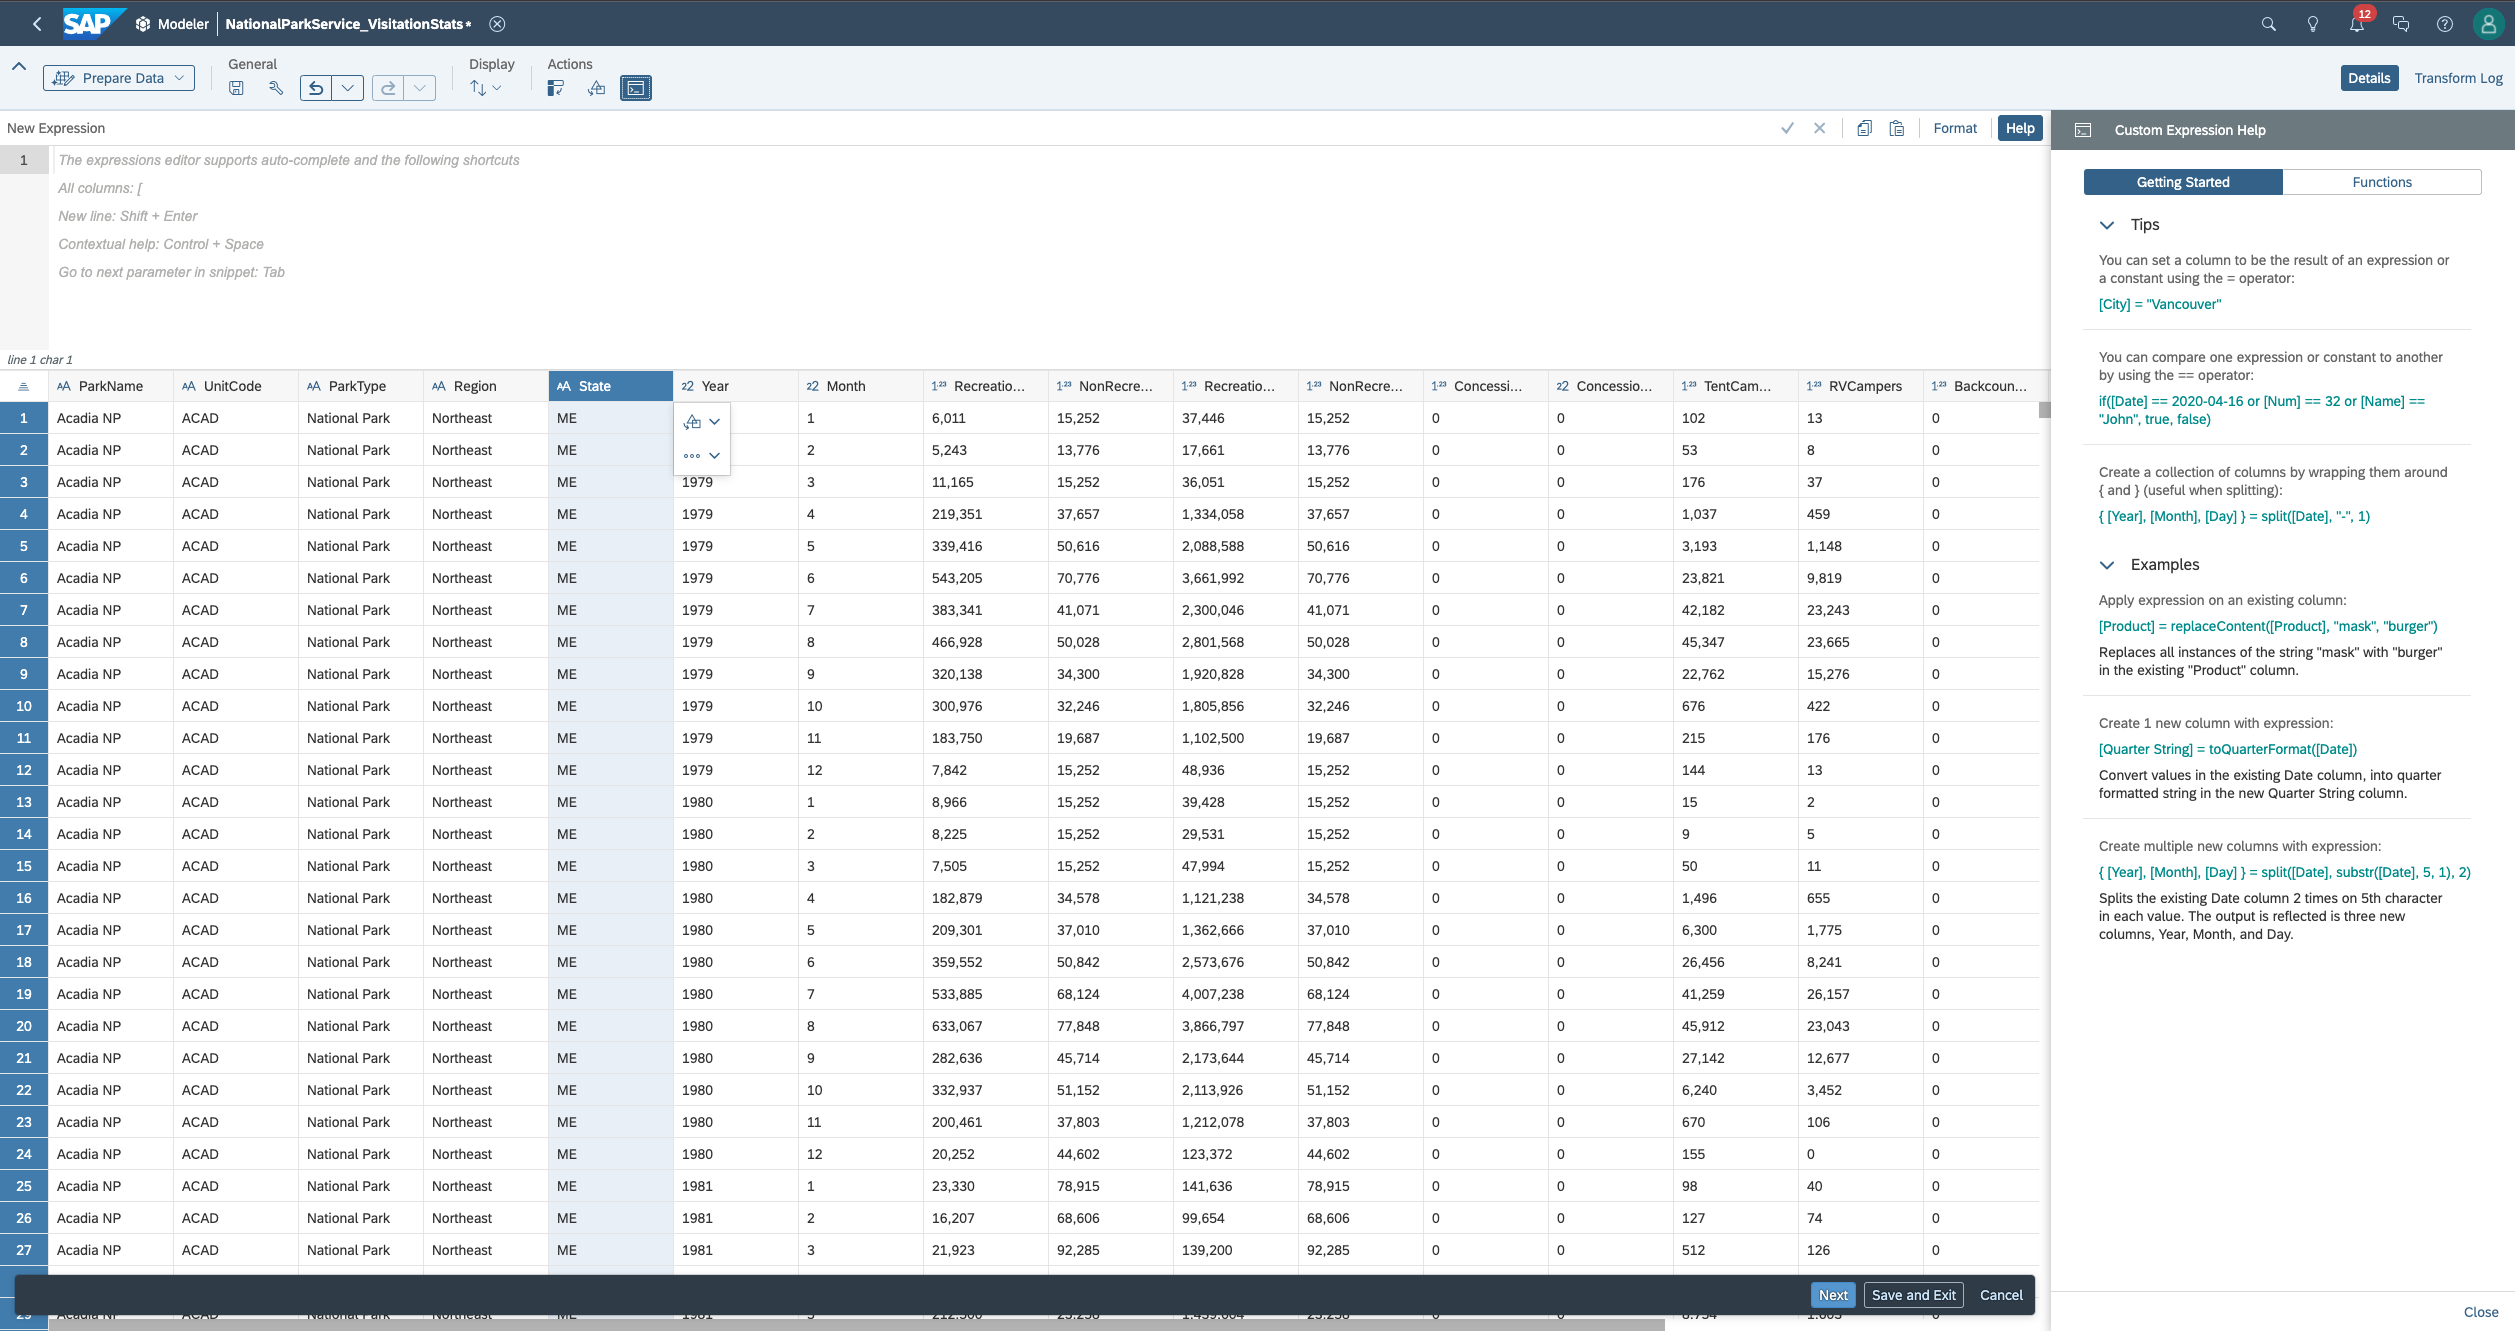 SAP Modeler NationalParkService_VisitationStats* 12
Prepare Data General Display Actions Details Transform Log
New Expression Format Help
1 The expressions editor supports auto-complete and the following shortcuts
All columns: [
New line: Shift + Enter
Contextual help: Control + Space
Go to next parameter in snippet: Tab
line 1 char 1
ParkName UnitCode ParkType Region State Year Month Recreatio... NonRecre... Recreatio... NonRecre... Concessi... Concessio... TentCam... RVCampers Backcoun...
1 Acadia NP ACAD National Park Northeast ME 1 6,011 15,252 37,446 15,252 0 0 102 13 0
2 Acadia NP ACAD National Park Northeast ME 2 5,243 13,776 17,661 13,776 0 0 53 8 0
3 Acadia NP ACAD National Park Northeast ME 1979 3 11,165 15,252 36,051 15,252 0 0 176 37 0
4 Acadia NP ACAD National Park Northeast ME 1979 4 219,351 37,657 1,334,058 37,657 0 0 1,037 459 0
5 Acadia NP ACAD National Park Northeast ME 1979 5 339,416 50,616 2,088,588 50,616 0 0 3,193 1,148 0
6 Acadia NP ACAD National Park Northeast ME 1979 6 543,205 70,776 3,661,992 70,776 0 0 23,821 9,819 0
7 Acadia NP ACAD National Park Northeast ME 1979 7 383,341 41,071 2,300,046 41,071 0 0 42,182 23,243 0
8 Acadia NP ACAD National Park Northeast ME 1979 8 466,928 50,028 2,801,568 50,028 0 0 45,347 23,665 0
9 Acadia NP ACAD National Park Northeast ME 1979 9 320,138 34,300 1,920,828 34,300 0 0 22,762 15,276 0
10 Acadia NP ACAD National Park Northeast ME 1979 10 300,976 32,246 1,805,856 32,246 0 0 676 422 0
11 Acadia NP ACAD National Park Northeast ME 1979 11 183,750 19,687 1,102,500 19,687 0 0 215 176 0
12 Acadia NP ACAD National Park Northeast ME 1979 12 7,842 15,252 48,936 15,252 0 0 144 13 0
13 Acadia NP ACAD National Park Northeast ME 1980 1 8,966 15,252 39,428 15,252 0 0 15 2 0
14 Acadia NP ACAD National Park Northeast ME 1980 2 8,225 15,252 29,531 15,252 0 0 9 5 0
15 Acadia NP ACAD National Park Northeast ME 1980 3 7,505 15,252 47,994 15,252 0 0 50 11 0
16 Acadia NP ACAD National Park Northeast ME 1980 4 182,879 34,578 1,121,238 34,578 0 0 1,496 655 0
17 Acadia NP ACAD National Park Northeast ME 1980 5 209,301 37,010 1,362,666 37,010 0 0 6,300 1,775 0
18 Acadia NP ACAD National Park Northeast ME 1980 6 359,552 50,842 2,573,676 50,842 0 0 26,456 8,241 0
19 Acadia NP ACAD National Park Northeast ME 1980 7 533,885 68,124 4,007,238 68,124 0 0 41,259 26,157 0
20 Acadia NP ACAD National Park Northeast ME 1980 8 633,067 77,848 3,866,797 77,848 0 0 45,912 23,043 0
21 Acadia NP ACAD National Park Northeast ME 1980 9 282,636 45,714 2,173,644 45,714 0 0 27,142 12,677 0
22 Acadia NP ACAD National Park Northeast ME 1980 10 332,937 51,152 2,113,926 51,152 0 0 6,240 3,452 0
23 Acadia NP ACAD National Park Northeast ME 1980 11 200,461 37,803 1,212,078 37,803 0 0 670 106 0
24 Acadia NP ACAD National Park Northeast ME 1980 12 20,252 44,602 123,372 44,602 0 0 155 0 0
25 Acadia NP ACAD National Park Northeast ME 1981 1 23,330 78,915 141,636 78,915 0 0 98 40 0
26 Acadia NP ACAD National Park Northeast ME 1981 2 16,207 68,606 99,654 68,606 0 0 127 74 0
27 Acadia NP ACAD National Park Northeast ME 1981 3 21,923 92,285 139,200 92,285 0 0 512 126 0
Next Save and Exit Cancel
Custom Expression Help
Getting Started Functions
Tips
You can set a column to be the result of an expression or
a constant using the = operator:
[City] = "Vancouver"
You can compare one expression or constant to another
by using the == operator:
if([Date] == 2020-04-16 or [Num] == 32 or [Name] ==
"John", true, false)
Create a collection of columns by wrapping them around
{ and } (useful when splitting):
{ [Year], [Month], [Day] } = split([Date], "-", 1)
Examples
Apply expression on an existing column:
[Product] = replaceContent([Product], "mask", "burger")
Replaces all instances of the string "mask" with "burger"
in the existing "Product" column.
Create 1 new column with expression:
[Quarter String] = toQuarterFormat([Date])
Convert values in the existing Date column, into quarter
formatted string in the new Quarter String column.
Create multiple new columns with expression:
{ [Year], [Month], [Day] } = split([Date], substr([Date], 5, 1), 2)
Splits the existing Date column 2 times on 5th character
in each value. The output is reflected is three new
columns, Year, Month, and Day.
Close